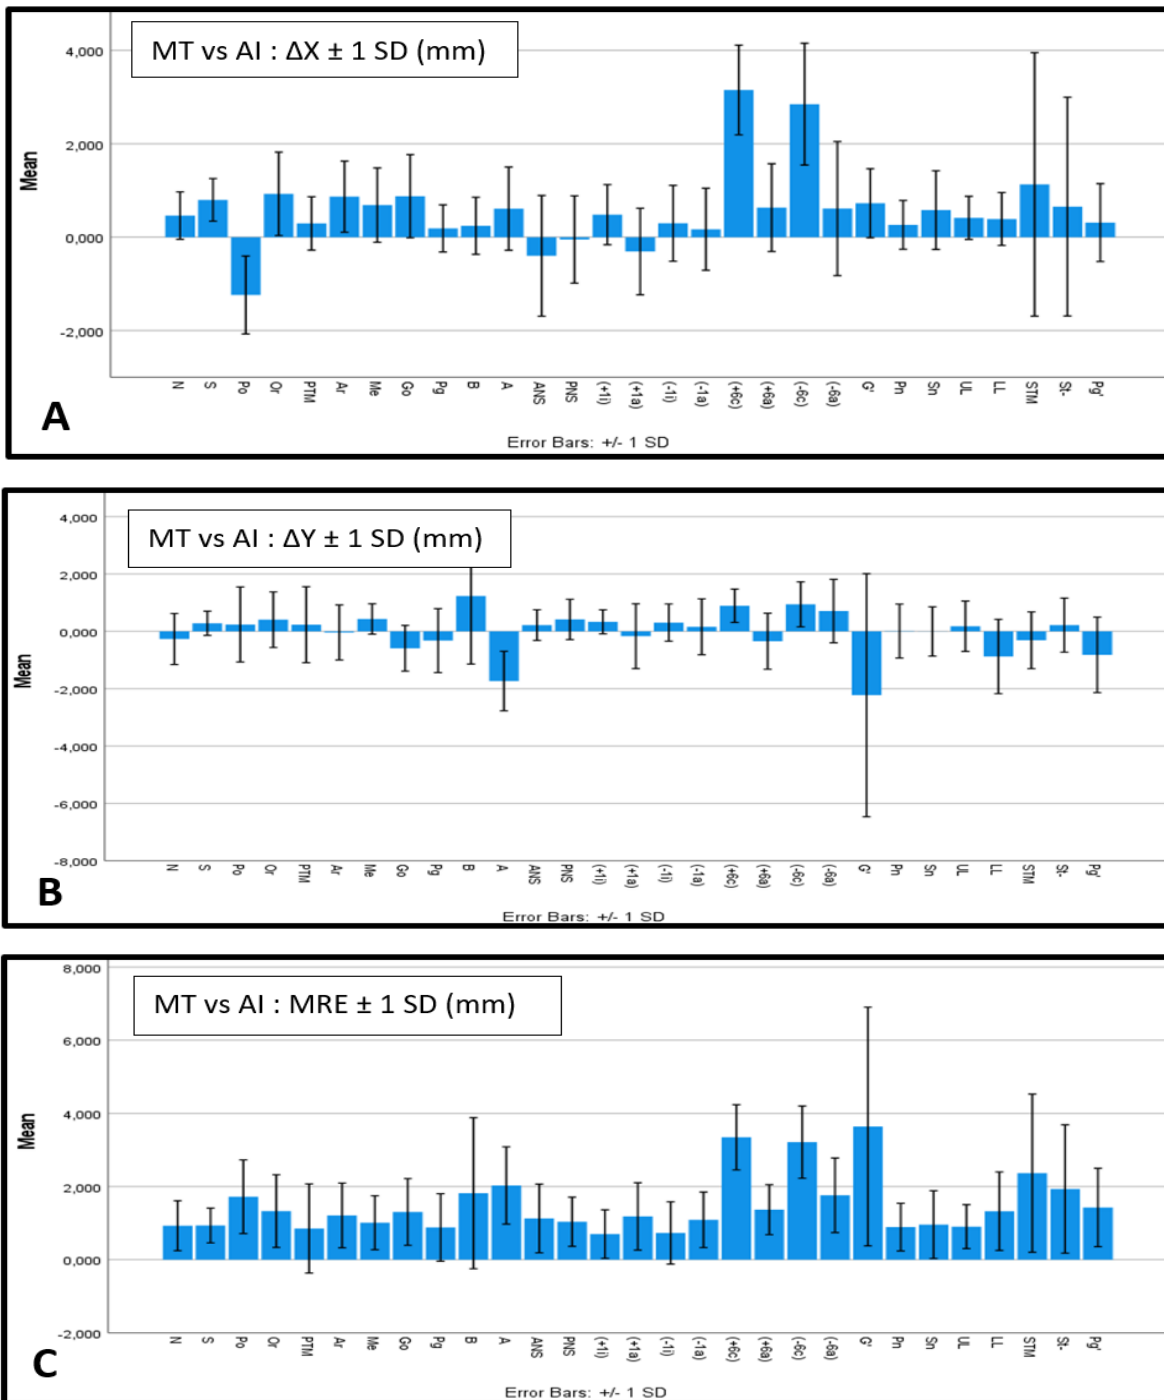 MT vs AI : ΔX ± 1 SD (mm)
4,000
2,000
0,000
-2,000
Mean
N S Po Or PTM Ar Me Go Pg B A ANS PNS (+1i) (+1a) (-1i) (-1a) (+6c) (+6a) (-6c) (-6a) G' Pn Sn UL LL STM St- Pg'
A
Error Bars: +/- 1 SD
MT vs AI : ΔY ± 1 SD (mm)
4,000
2,000
0,000
-2,000
-4,000
-6,000
-8,000
Mean
N S Po Or PTM Ar Me Go Pg B A ANS PNS (+1i) (+1a) (-1i) (-1a) (+6c) (+6a) (-6c) (-6a) G' Pn Sn UL LL STM St- Pg'
B
Error Bars: +/- 1 SD
MT vs AI : MRE ± 1 SD (mm)
8,000
6,000
4,000
2,000
0,000
-2,000
Mean
N S Po Or PTM Ar Me Go Pg B A ANS PNS (+1i) (+1a) (-1i) (-1a) (+6c) (+6a) (-6c) (-6a) G' Pn Sn UL LL STM St- Pg'
C
Error Bars: +/- 1 SD